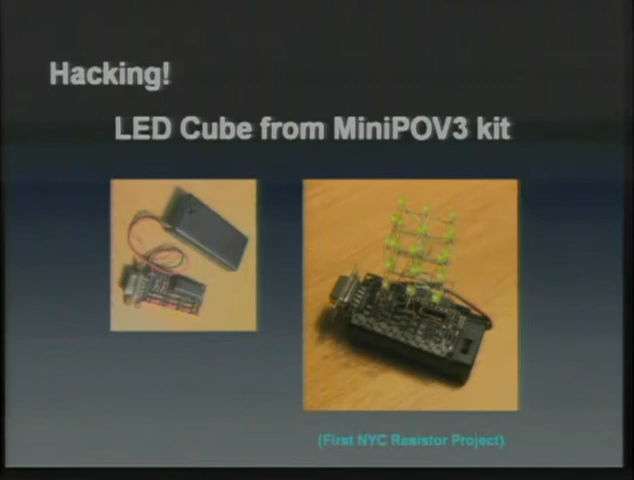 Hacking!
LED Cube from MiniPOV3 kit
(First NYC Resistor Project)